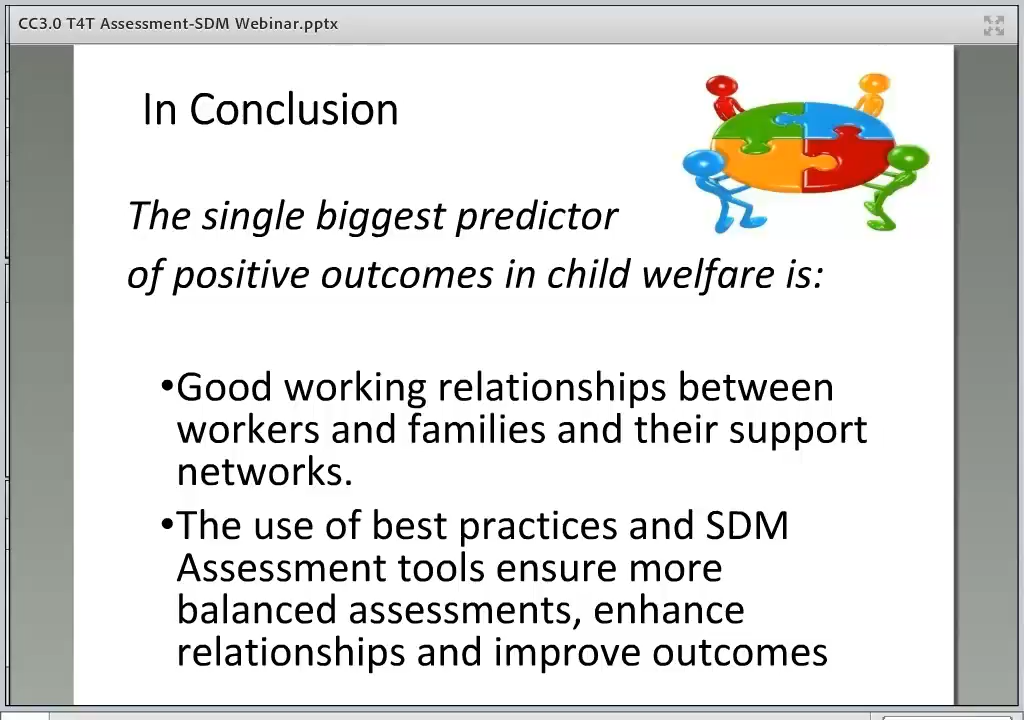 CC3.0 T4T Assessment-SDM Webinar.pptx
In Conclusion
The single biggest predictor
of positive outcomes in child welfare is:
•Good working relationships between
workers and families and their support
networks.
•The use of best practices and SDM
Assessment tools ensure more
balanced assessments, enhance
relationships and improve outcomes